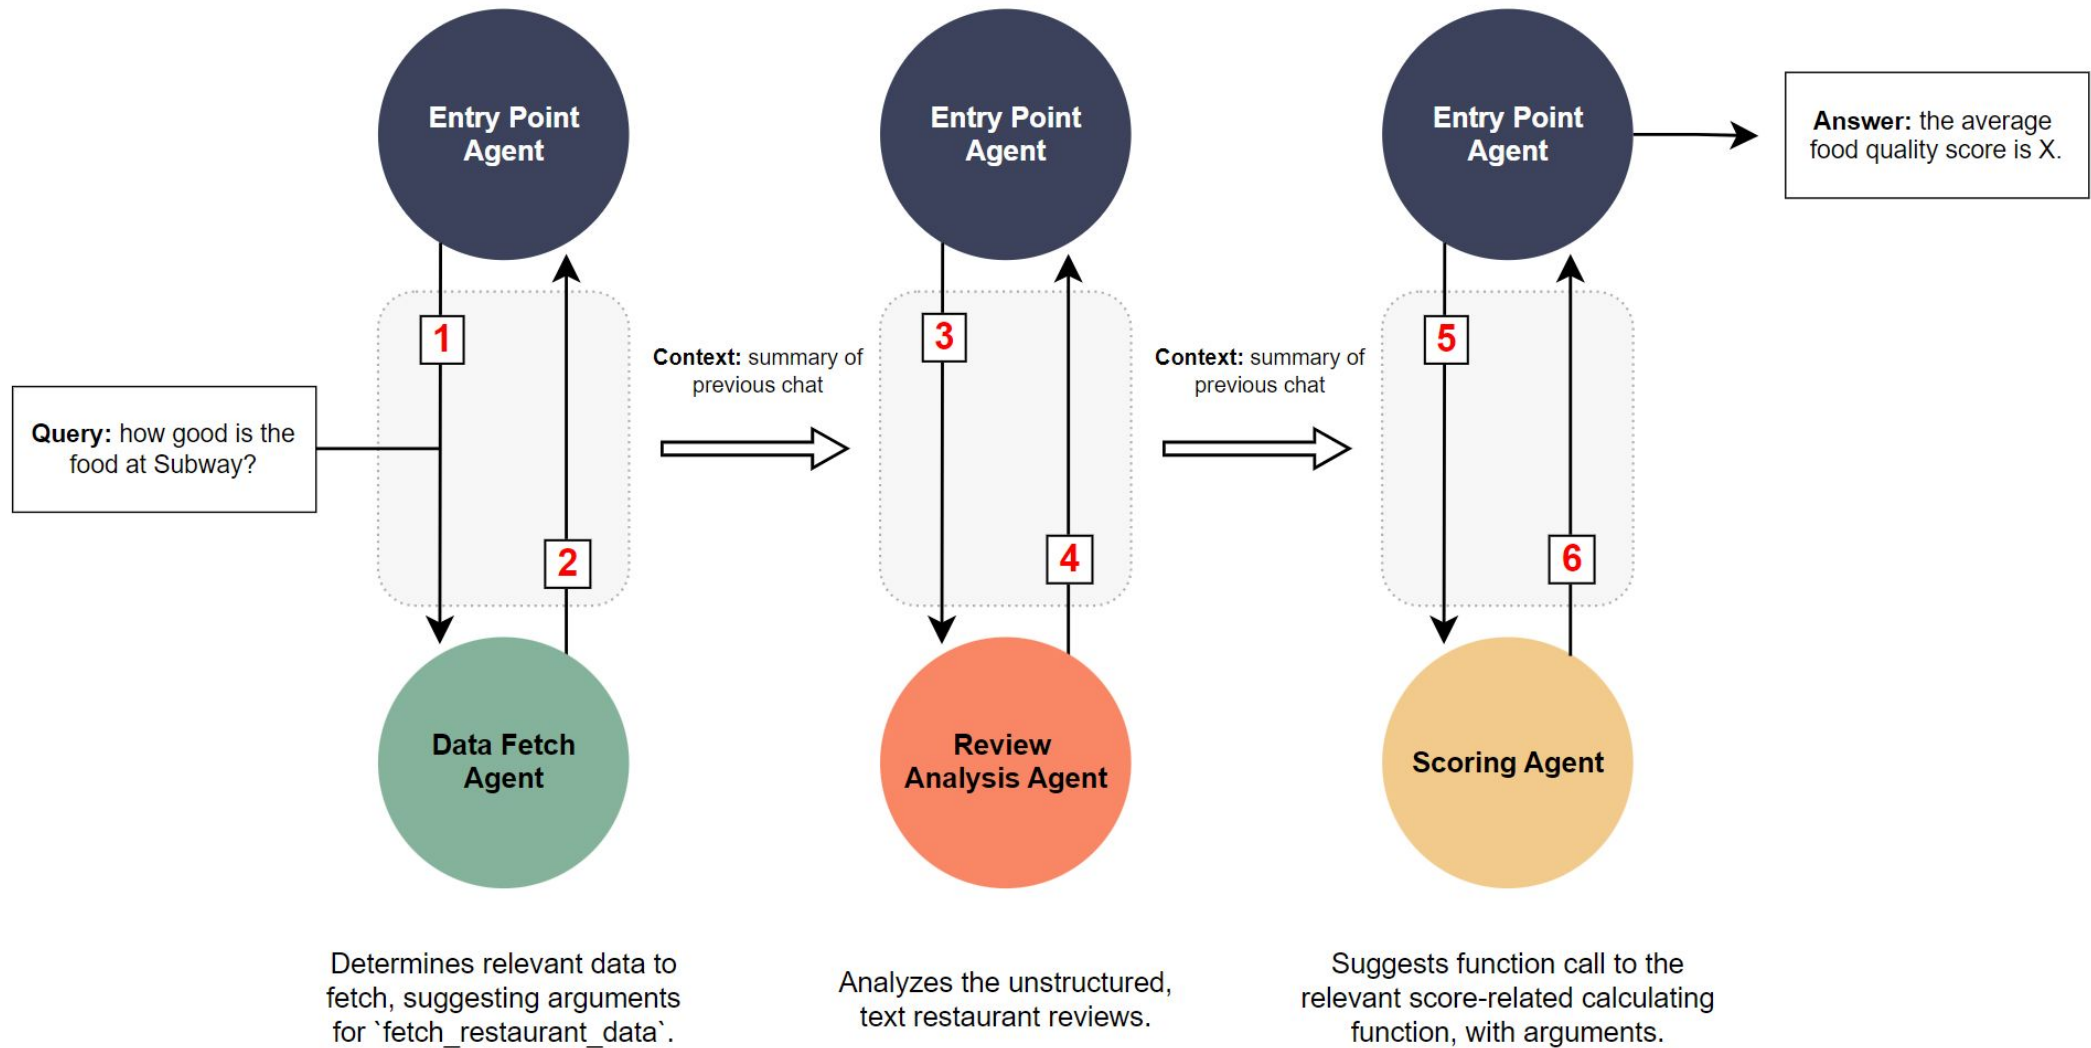 Entry Point
Agent
Entry Point
Agent
Entry Point
Agent
Answer: the average
food quality score is X.
1
3
5
Context: summary of
previous chat
Context: summary of
previous chat
Query: how good is the
food at Subway?
2
4
6
Data Fetch
Agent
Review
Analysis Agent
Scoring Agent
Determines relevant data to
fetch, suggesting arguments
for `fetch_restaurant_data`.
Analyzes the unstructured,
text restaurant reviews.
Suggests function call to the
relevant score-related calculating
function, with arguments.